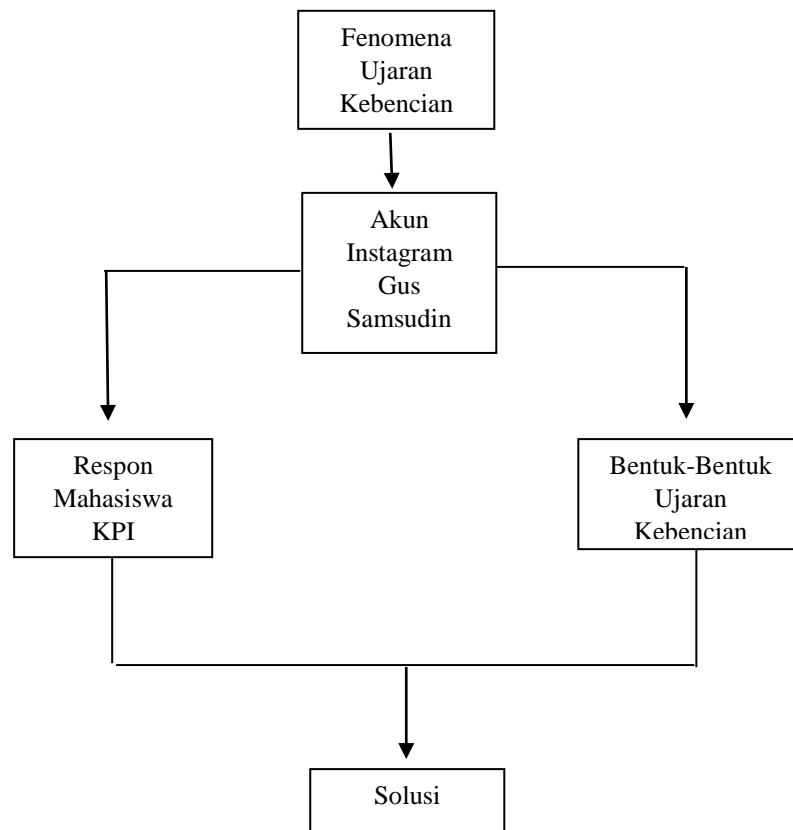 Fenomena
Ujaran
Kebencian
Akun
Instagram
Gus
Samsudin
Respon
Mahasiswa
KPI
Bentuk-Bentuk
Ujaran
Kebencian
Solusi